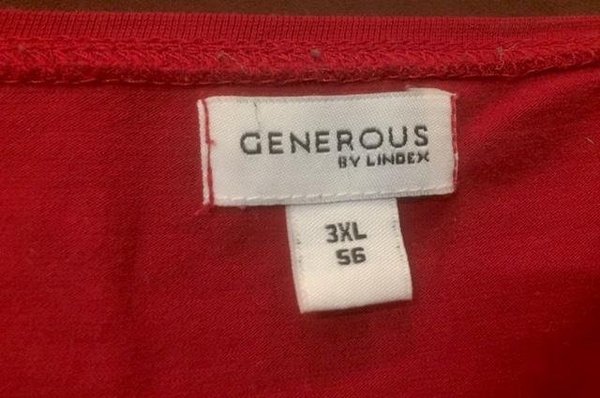 GENEROUS
BY LINDEX
3XL
56